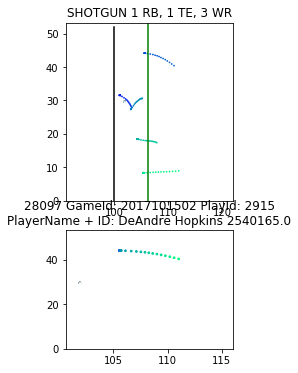 SHOTGUN 1 RB, 1 TE, 3 WR
50
40
30
20
10
0
100 110 120
28097 GameId: 2017101502 PlayId: 2915
PlayerName + ID: DeAndre Hopkins 2540165.0
40
20
0
105 110 115